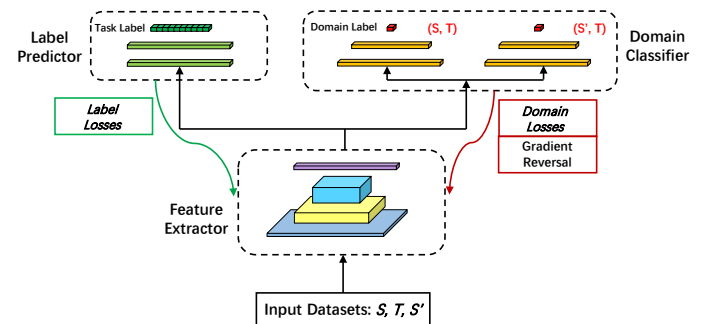 Label
Predictor
Task Label
Domain Label
(S, T)
(S', T)
Domain
Classifier
Label
Losses
Domain
Losses
Gradient
Reversal
Feature
Extractor
Input Datasets: S, T, S'